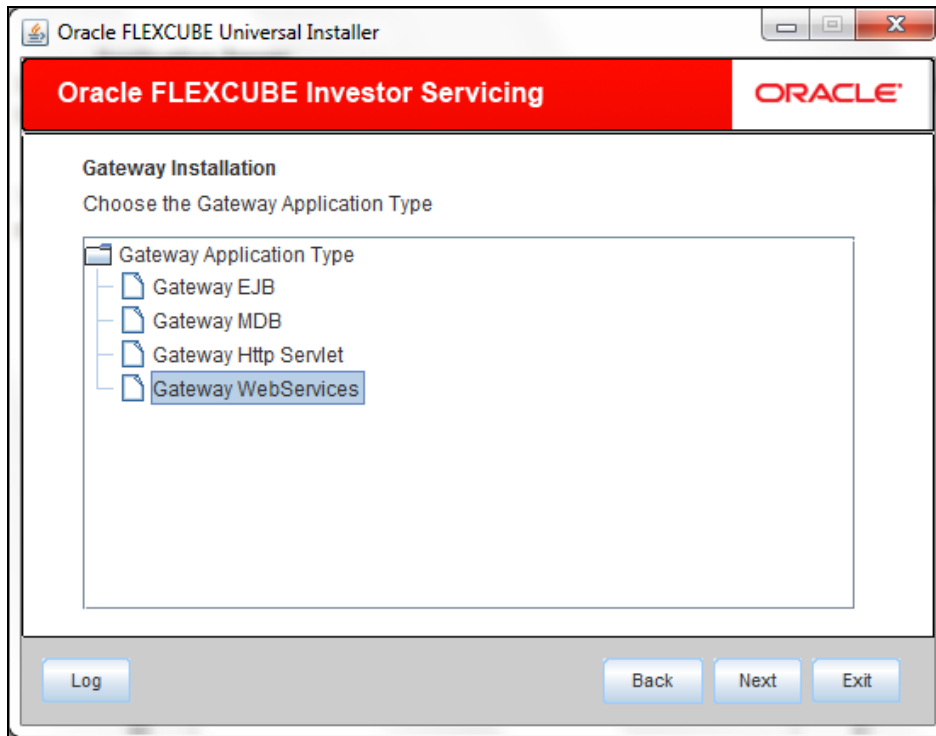 Oracle FLEXCUBE Universal Installer
Oracle FLEXCUBE Investor Servicing
ORACLE
Gateway Installation
Choose the Gateway Application Type
Gateway Application Type
Gateway EJB
Gateway MDB
Gateway Http Servlet
Gateway WebServices
Log Back Next Exit